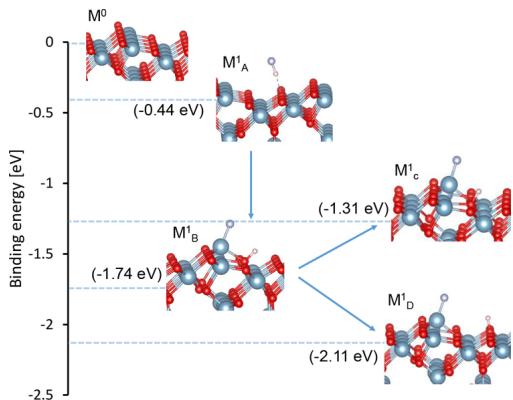 Binding energy [eV]
0
-0.5
-1
-1.5
-2
-2.5
M⁰
M¹A
(-0.44 eV)
M¹c
(-1.31 eV)
M¹B
(-1.74 eV)
M¹D
(-2.11 eV)